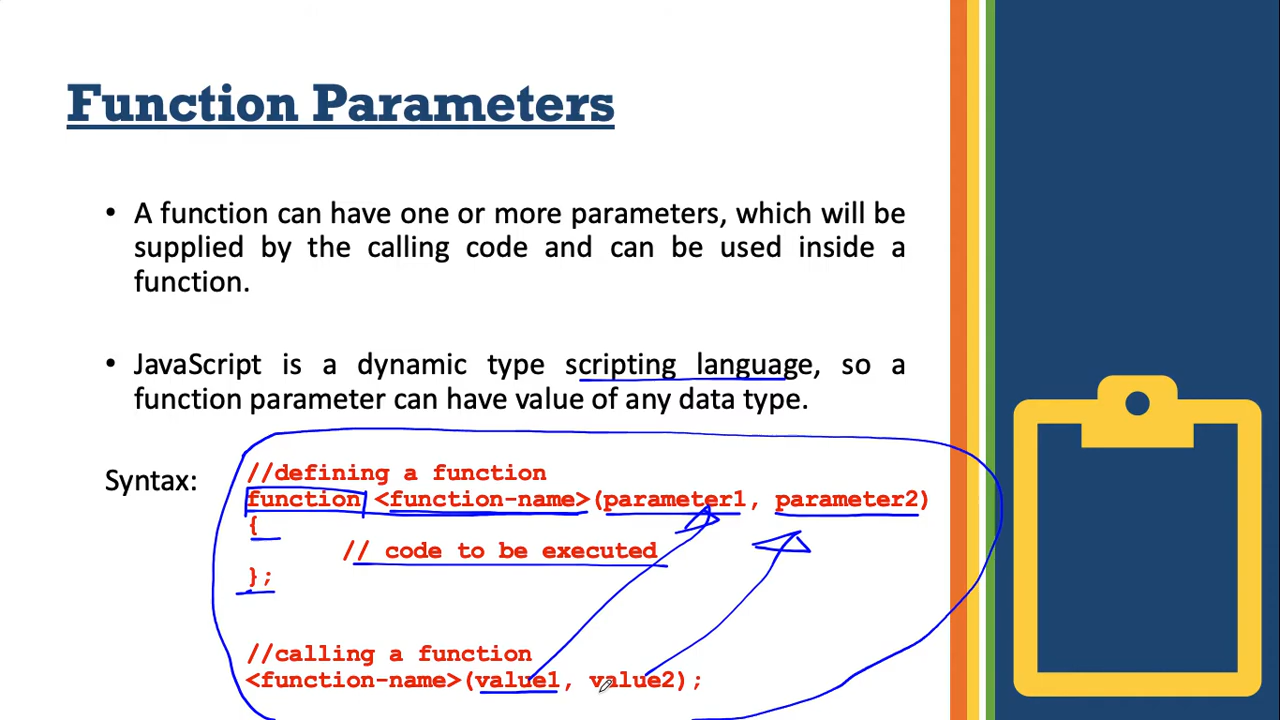 Function Parameters
• A function can have one or more parameters, which will be
supplied by the calling code and can be used inside a
function.
• JavaScript is a dynamic type scripting language, so a
function parameter can have value of any data type.
Syntax:
//defining a function
function <function-name>(parameter1, parameter2)
{
// code to be executed
};
//calling a function
<function-name>(value1, value2);